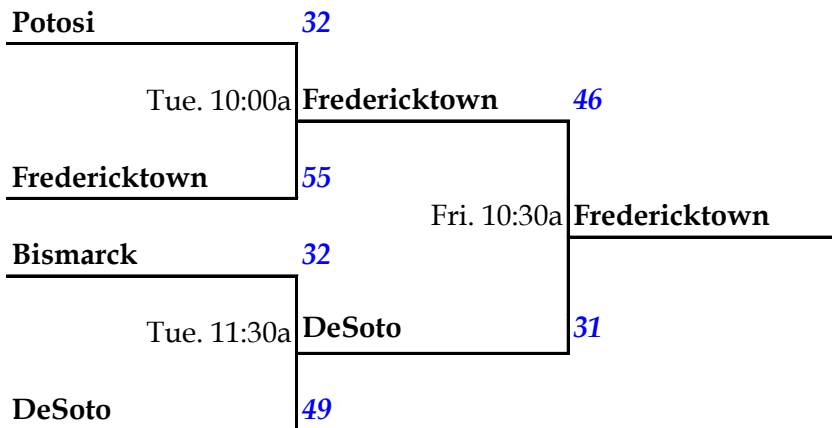 Potosi 32
Tue. 10:00a Fredericktown 46
Fredericktown 55
Fri. 10:30a Fredericktown
Bismarck 32
Tue. 11:30a DeSoto 31
DeSoto 49